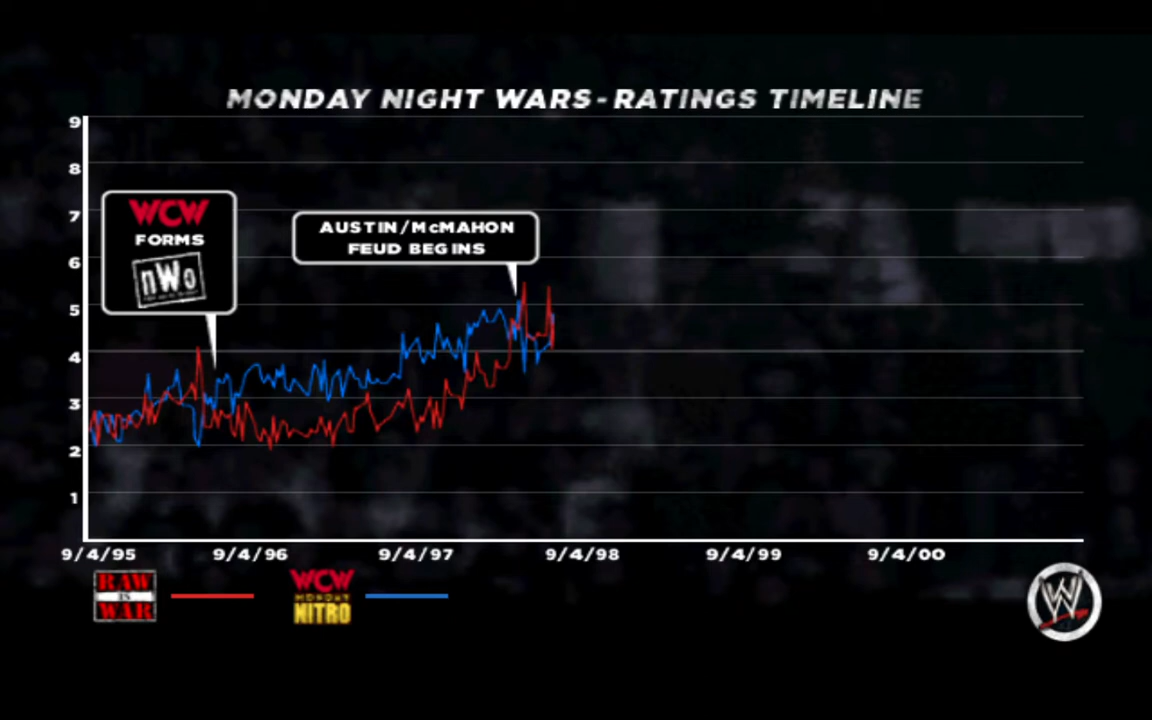 MONDAY NIGHT WARS - RATINGS TIMELINE
9
8
7
6
5
4
3
2
1
WCW
FORMS
nWo
AUSTIN/McMAHON
FEUD BEGINS
9/4/95 9/4/96 9/4/97 9/4/98 9/4/99 9/4/00
RAW
IS
WAR
WCW
MONDAY
NITRO
W